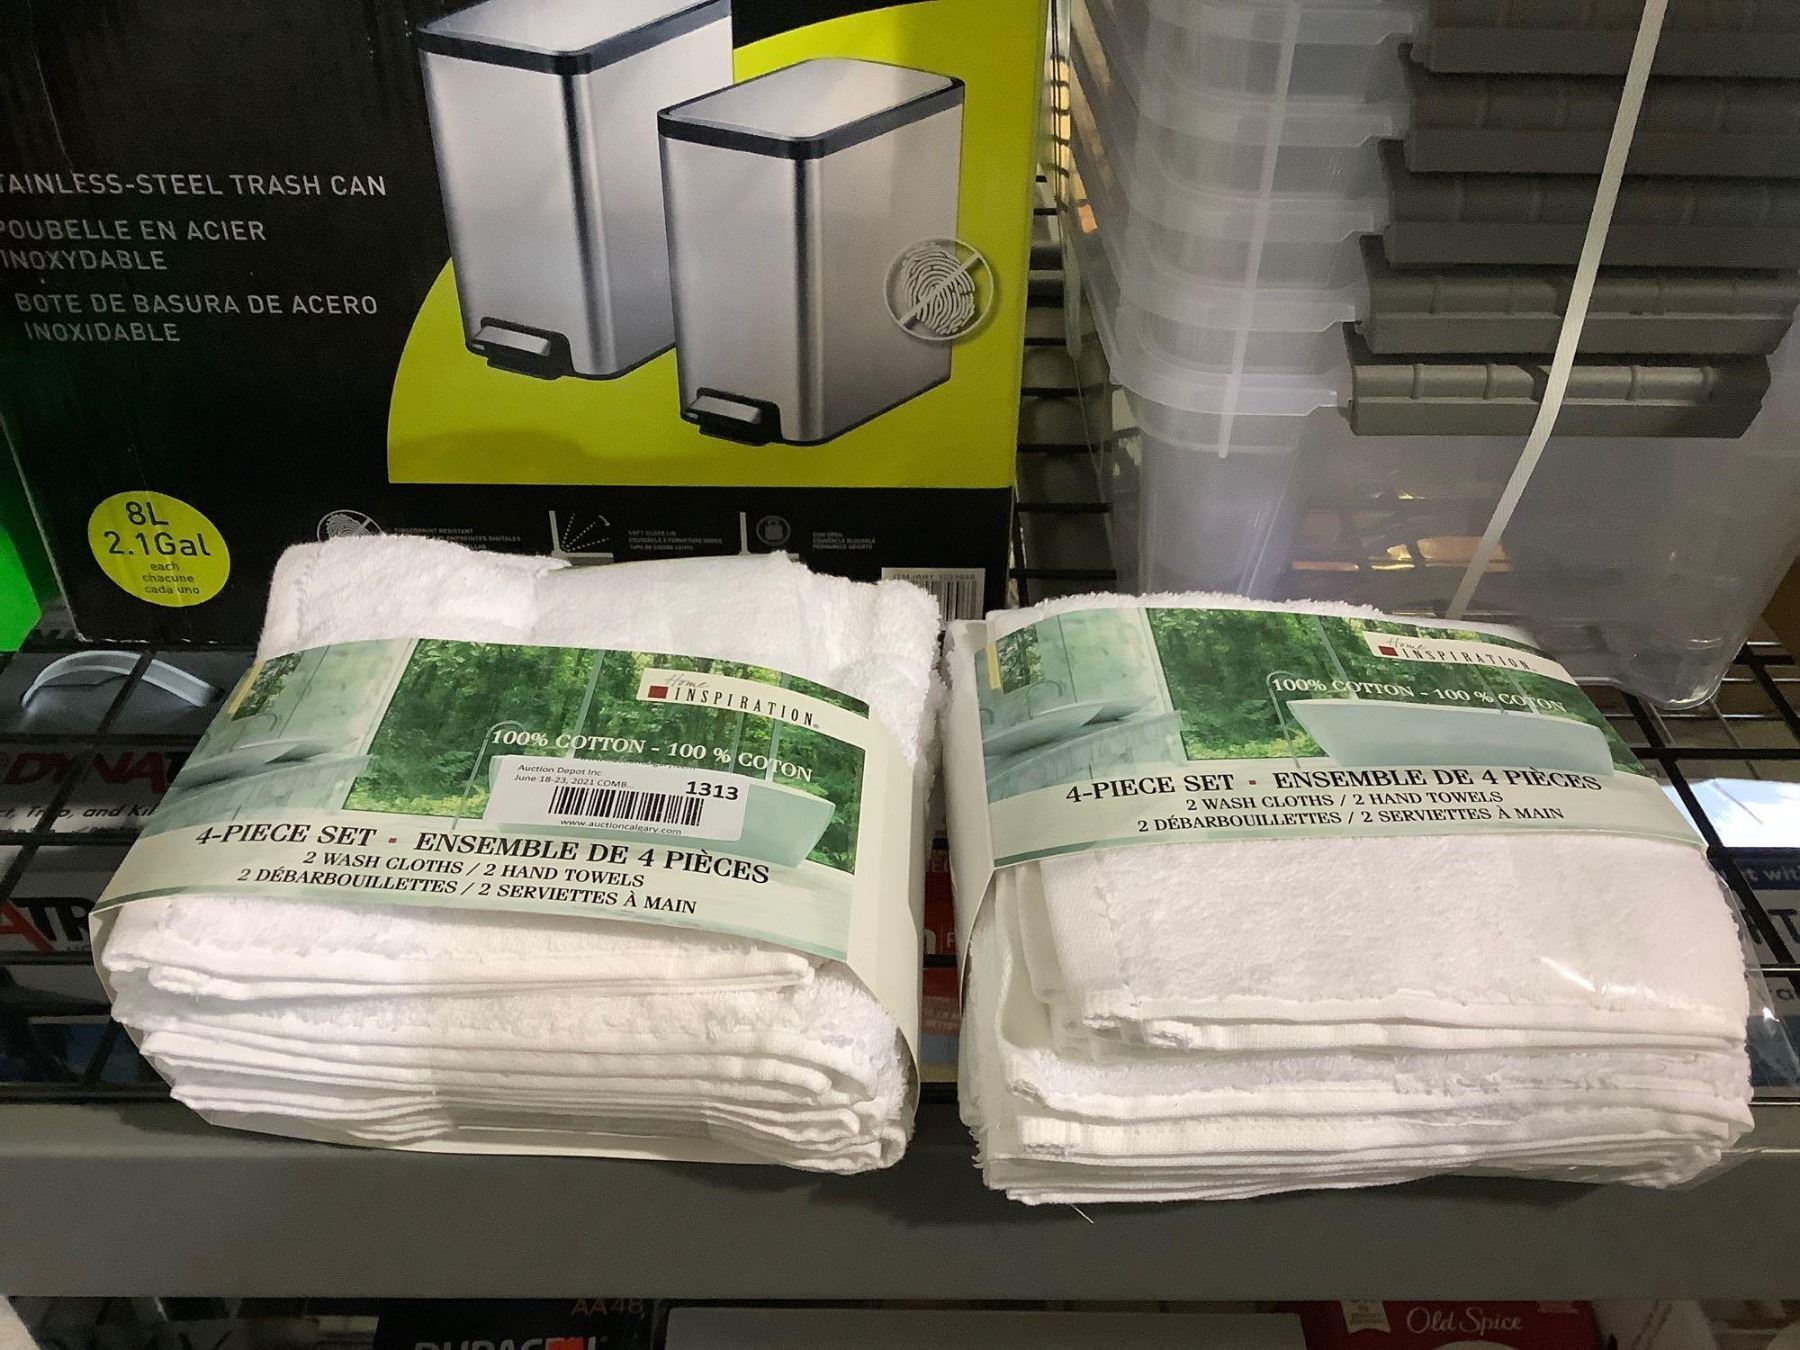 TAINLESS-STEEL TRASH CAN
POUBELLE EN ACIER
INOXYDABLE
BOTE DE BASURA DE ACERO
INOXIDABLE
8L
2.1Gal
each
chacune
cada uno
Home
INSPIRATION
100% COTTON - 100 % COTON
Auction Depot Inc
June 18-23, 2021 COMB...
1313
www.auctioncalgary.com
4-PIECE SET ▪ ENSEMBLE DE 4 PIÈCES
2 WASH CLOTHS / 2 HAND TOWELS
2 DÉBARBOUILLETTES / 2 SERVIETTES À MAIN
Home
INSPIRATION
100% COTTON - 100 % COTON
4-PIECE SET ▪ ENSEMBLE DE 4 PIÈCES
2 WASH CLOTHS / 2 HAND TOWELS
2 DÉBARBOUILLETTES / 2 SERVIETTES À MAIN
DYNA
and
AA48
Old Spice